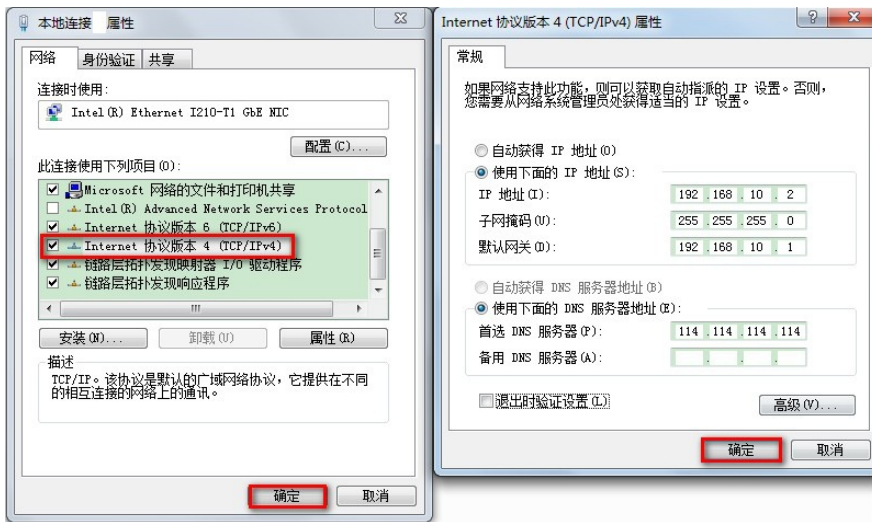 本地连接 属性
网络 身份验证 共享
连接时使用:
Intel(R) Ethernet I210-T1 GbE NIC
配置(C)...
此连接使用下列项目(O):
Microsoft 网络的文件和打印机共享
Intel(R) Advanced Network Services Protocol
Internet 协议版本 6 (TCP/IPv6)
Internet 协议版本 4 (TCP/IPv4)
链路层拓扑发现映射器 I/O 驱动程序
链路层拓扑发现响应程序
安装(N)... 卸载(U) 属性(R)
描述
TCP/IP。该协议是默认的广域网络协议，它提供在不同
的相互连接的网络上的通讯。
确定 取消
Internet 协议版本 4 (TCP/IPv4) 属性
常规
如果网络支持此功能，则可以获取自动指派的 IP 设置。否则，
您需要从网络系统管理员处获得适当的 IP 设置。
自动获得 IP 地址(O)
使用下面的 IP 地址(S):
IP 地址(I): 192 .168 .10 .2
子网掩码(U): 255 .255 .255 .0
默认网关(D): 192 .168 .10 .1
自动获得 DNS 服务器地址(B)
使用下面的 DNS 服务器地址(E):
首选 DNS 服务器(P): 114 .114 .114 .114
备用 DNS 服务器(A): . . .
退出时验证设置(L)
高级(V)...
确定 取消